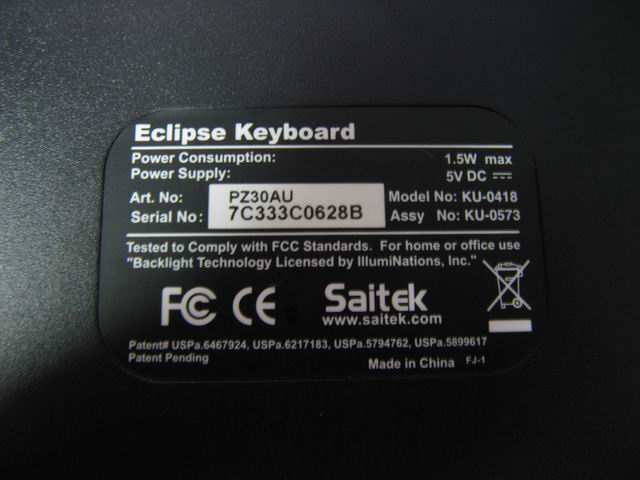 Eclipse Keyboard
Power Consumption: 1.5W max
Power Supply: 5V DC
Art. No: PZ30AU Model No: KU-0418
Serial No: 7C333C0628B Assy No: KU-0573
Tested to Comply with FCC Standards. For home or office use
"Backlight Technology Licensed by IllumiNations, Inc."
FC CE Saitek
www.saitek.com
Patent# USPa.6467924, USPa.6217183, USPa.5794762, USPa.5899617
Patent Pending
Made in China FJ-1